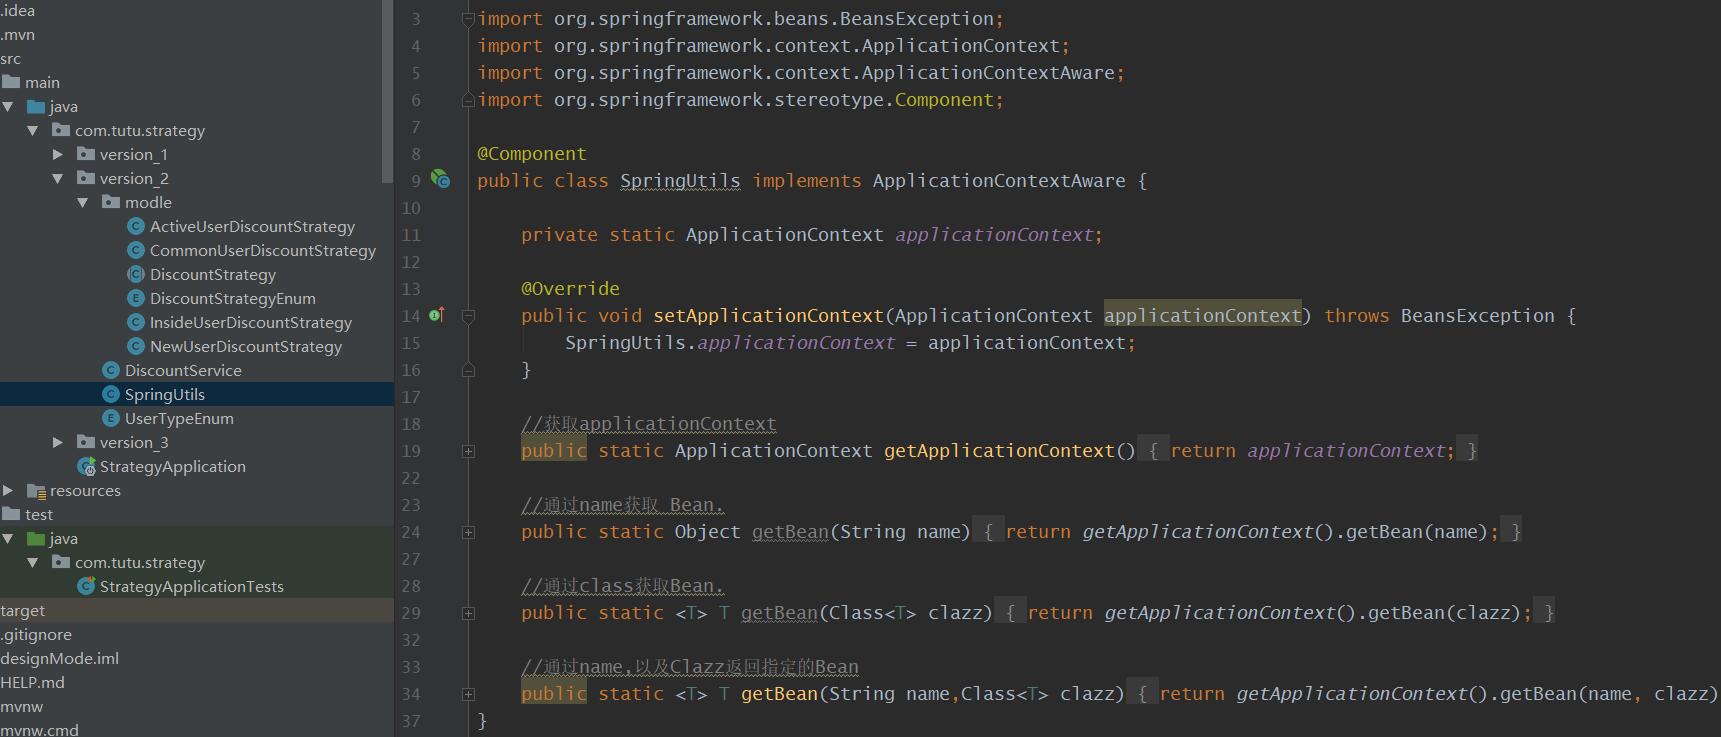 .idea
.mvn
src
main
java
com.tutu.strategy
version_1
version_2
modle
ActiveUserDiscountStrategy
CommonUserDiscountStrategy
DiscountStrategy
DiscountStrategyEnum
InsideUserDiscountStrategy
NewUserDiscountStrategy
DiscountService
SpringUtils
UserTypeEnum
version_3
StrategyApplication
resources
test
java
com.tutu.strategy
StrategyApplicationTests
target
.gitignore
designMode.iml
HELP.md
mvnw
mvnw.cmd
3 import org.springframework.beans.BeansException;
4 import org.springframework.context.ApplicationContext;
5 import org.springframework.context.ApplicationContextAware;
6 import org.springframework.stereotype.Component;
7
8 @Component
9 public class SpringUtils implements ApplicationContextAware {
10
11 private static ApplicationContext applicationContext;
12
13 @Override
14 public void setApplicationContext(ApplicationContext applicationContext) throws BeansException {
15 SpringUtils.applicationContext = applicationContext;
16 }
17
18 //获取applicationContext
19 public static ApplicationContext getApplicationContext() { return applicationContext; }
22
23 //通过name获取 Bean.
24 public static Object getBean(String name) { return getApplicationContext().getBean(name); }
27
28 //通过class获取Bean.
29 public static <T> T getBean(Class<T> clazz) { return getApplicationContext().getBean(clazz); }
32
33 //通过name,以及Clazz返回指定的Bean
34 public static <T> T getBean(String name,Class<T> clazz) { return getApplicationContext().getBean(name, clazz)
37 }